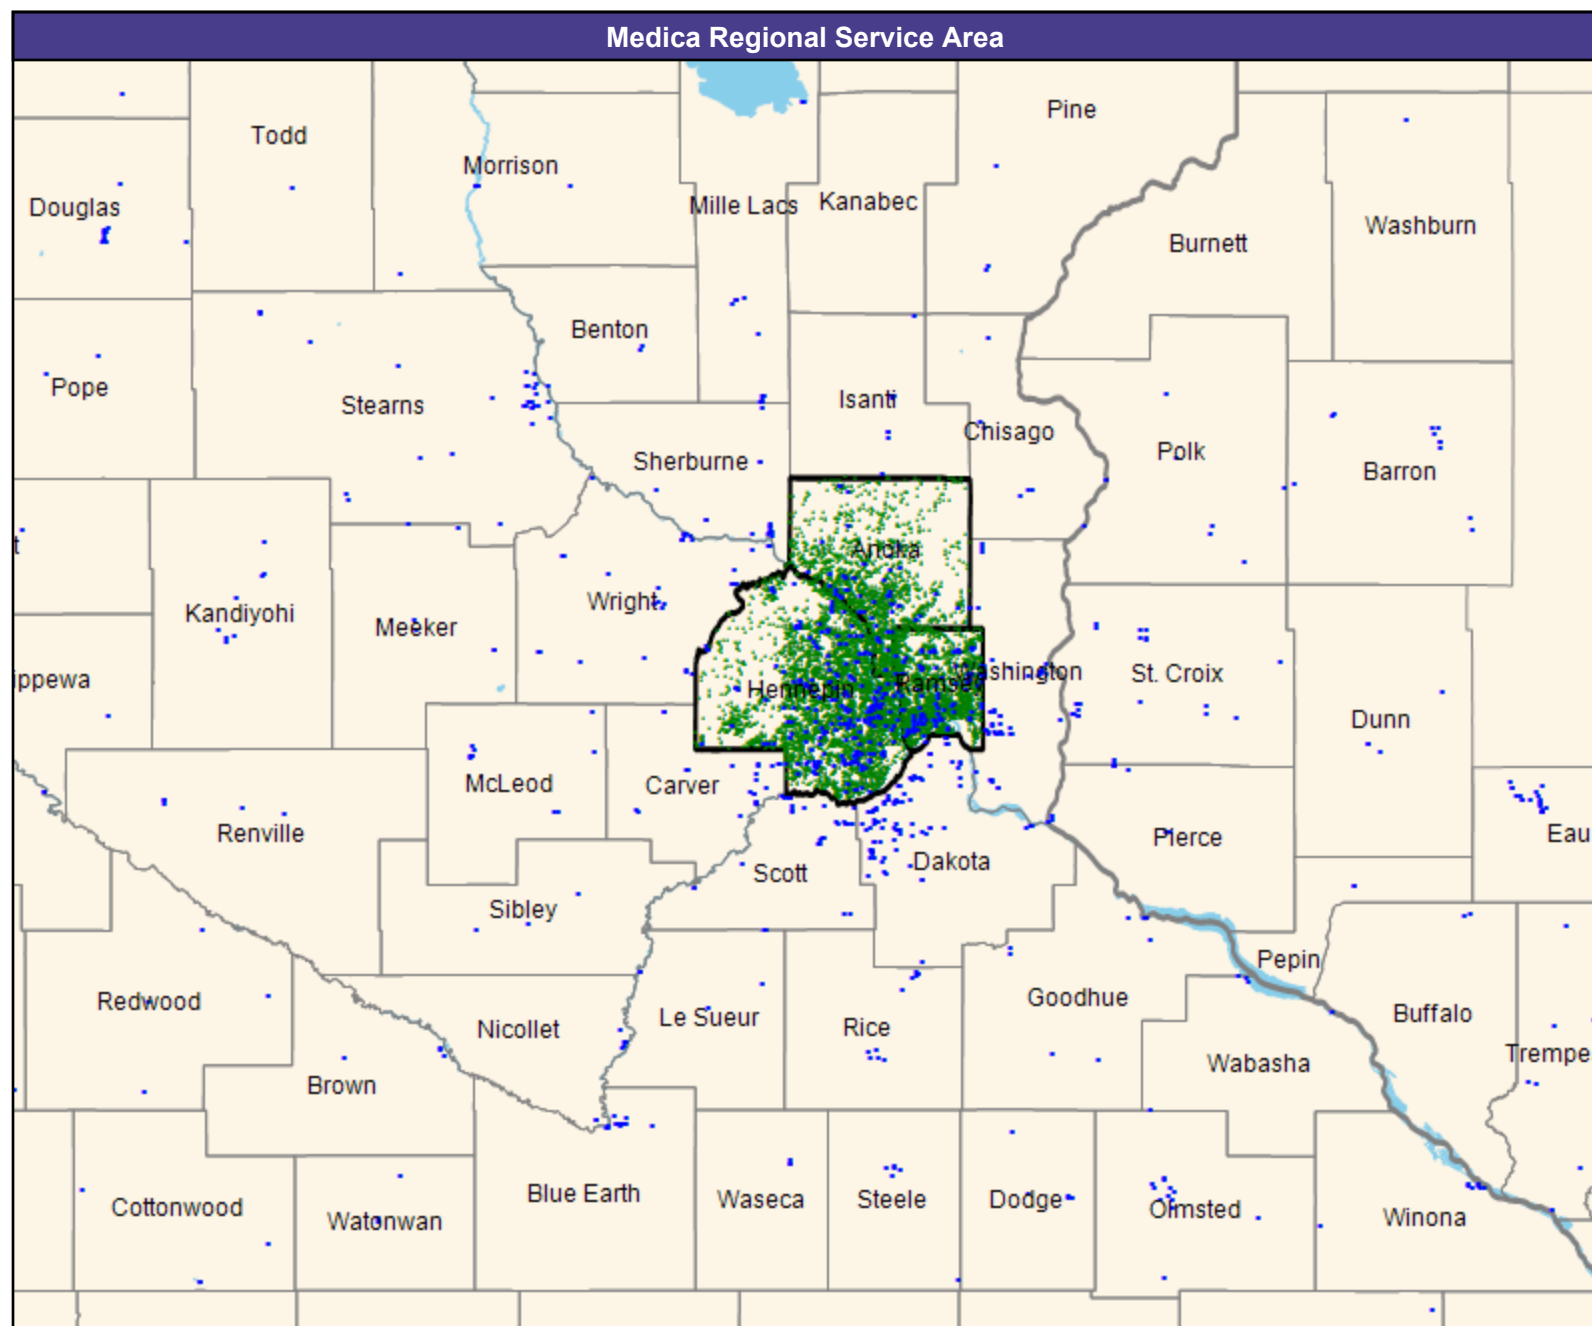 Medica Regional Service Area
Pine
Todd
Morrison
Douglas
Mille Lacs
Kanabec
Washburn
Burnett
Benton
Pope
Stearns
Isanti
Chisago
Polk
Sherburne
Barron
t
Anoka
Wright
Kandiyohi
Meeker
ippewa
Hennepin
Ramsey
Washington
St. Croix
Dunn
McLeod
Carver
Renville
Pierce
Eau
Scott
Dakota
Sibley
Pepin
Redwood
Goodhue
Nicollet
Le Sueur
Rice
Buffalo
Trempe
Wabasha
Brown
Cottonwood
Watonwan
Blue Earth
Waseca
Steele
Dodge
Olmsted
Winona